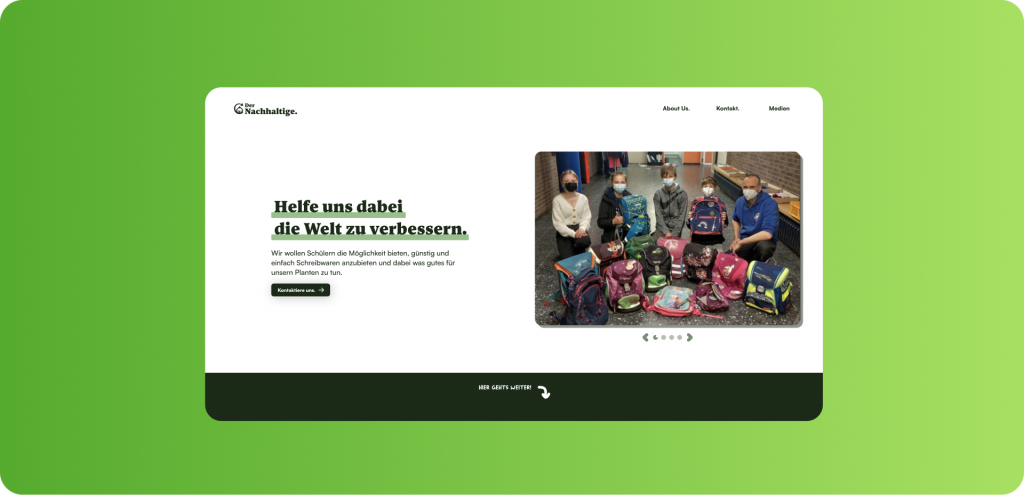 Der
Nachhaltige.
About Us.
Kontakt.
Medien
Helfe uns dabei
die Welt zu verbessern.
Wir wollen Schülern die Möglichkeit bieten, günstig und
einfach Schreibwaren anzubieten und dabei was gutes für
unsern Planten zu tun.
Kontaktiere uns.
HIER GEHTS WEITER!